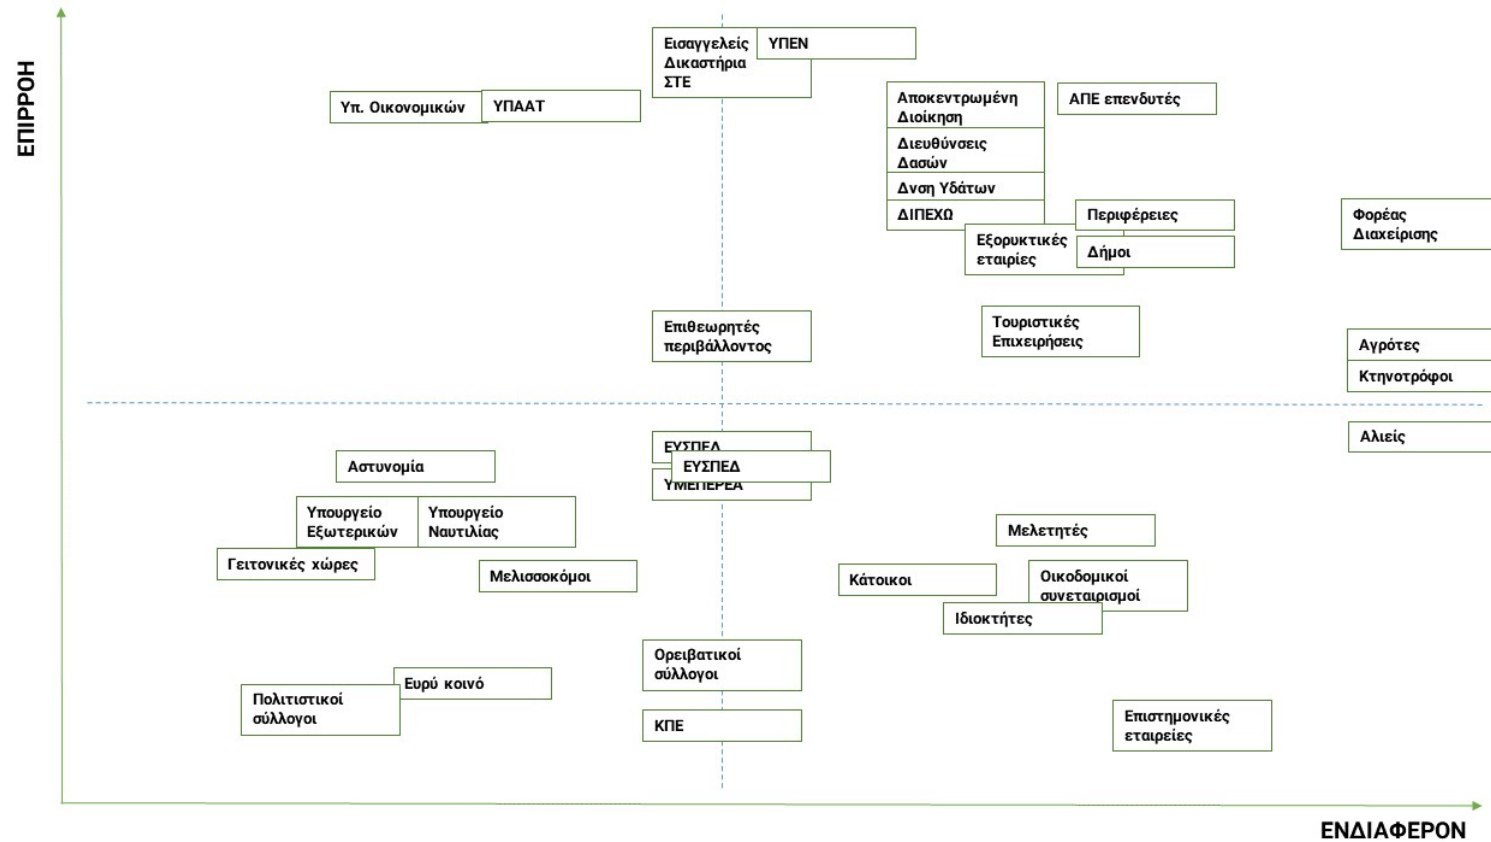 ΕΠΙΡΡΟΗ
Εισαγγελείς
Δικαστήρια
ΣΤΕ
ΥΠΕΝ
Υπ. Οικονομικών
ΥΠΑΑΤ
Αποκεντρωμένη
Διοίκηση
ΑΠΕ επενδυτές
Διευθύνσεις
Δασών
Δνση Υδάτων
ΔΙΠΕΧΩ
Περιφέρειες
Φορέας
Διαχείρισης
Εξορυκτικές
εταιρίες
Δήμοι
Επιθεωρητές
περιβάλλοντος
Τουριστικές
Επιχειρήσεις
Αγρότες
Κτηνοτρόφοι
Αλιείς
ΕΥΣΠΕΔ
ΕΥΣΠΕΔ
ΥΜΕΠΕΡΕΑ
Αστυνομία
Υπουργείο
Εξωτερικών
Υπουργείο
Ναυτιλίας
Γειτονικές χώρες
Μελισσοκόμοι
Μελετητές
Κάτοικοι
Οικοδομικοί
συνεταιρισμοί
Ιδιοκτήτες
Ορειβατικοί
σύλλογοι
Ευρύ κοινό
Πολιτιστικοί
σύλλογοι
ΚΠΕ
Επιστημονικές
εταιρείες
ΕΝΔΙΑΦΕΡΟΝ